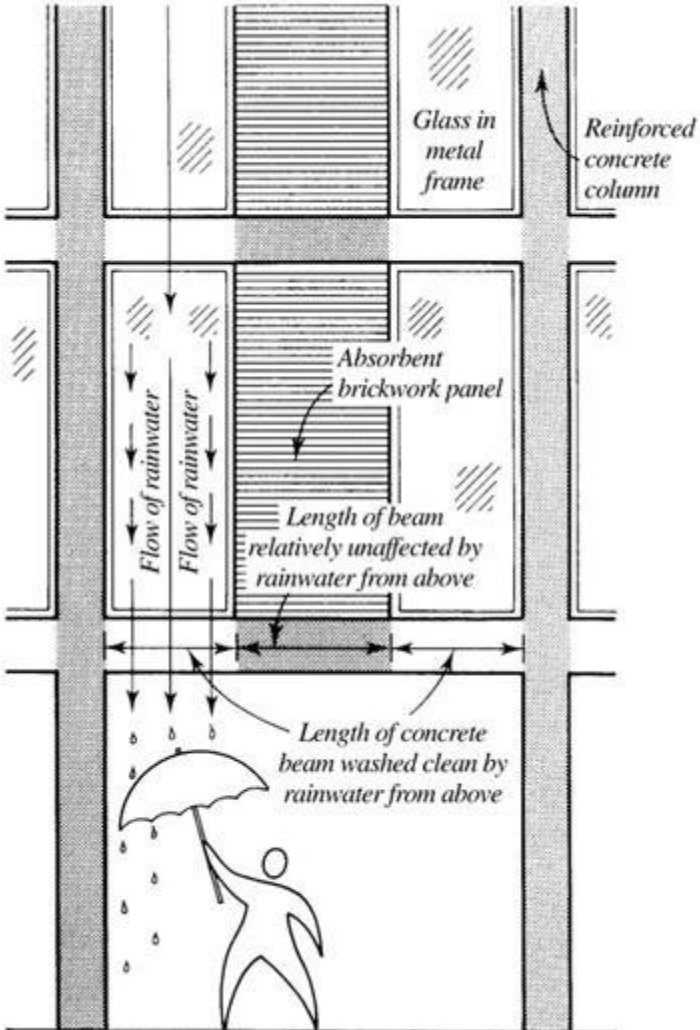 Glass in
metal
frame
Reinforced
concrete
column
Absorbent
brickwork panel
Flow of rainwater
Flow of rainwater
Length of beam
relatively unaffected by
rainwater from above
Length of concrete
beam washed clean by
rainwater from above